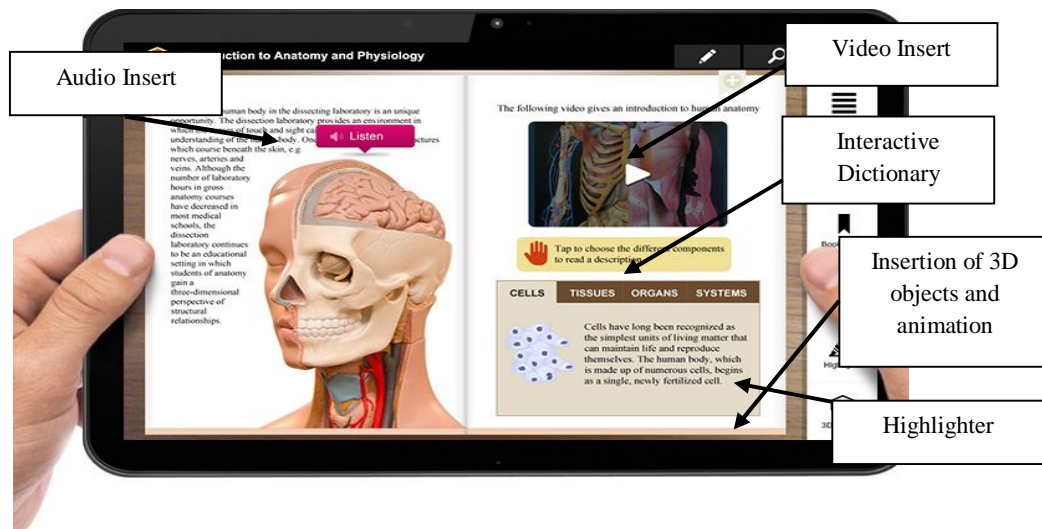 Audio Insert
Video Insert
Interactive
Dictionary
Insertion of 3D
objects and
animation
Highlighter
to Anatomy and Physiology
human body in the dissecting laboratory is an unique
opportunity. The dissection laboratory provides an environment in
which the of touch and sight
understanding of the body.
which course beneath the skin, e.g.
nerves, arteries and
veins. Although the
number of laboratory
hours in gross
anatomy courses
have decreased in
most medical
schools, the
dissection
laboratory continues
to be an educational
setting in which
students of anatomy
gain a
three-dimensional
perspective of
structural
relationships.
Listen
The following video gives an introduction to human anatomy
Tap to choose the different components
to read a description
CELLS TISSUES ORGANS SYSTEMS
Cells have long been recognized as
the simplest units of living matter that
can maintain life and reproduce
themselves. The human body, which
is made up of numerous cells, begins
as a single, newly fertilized cell.